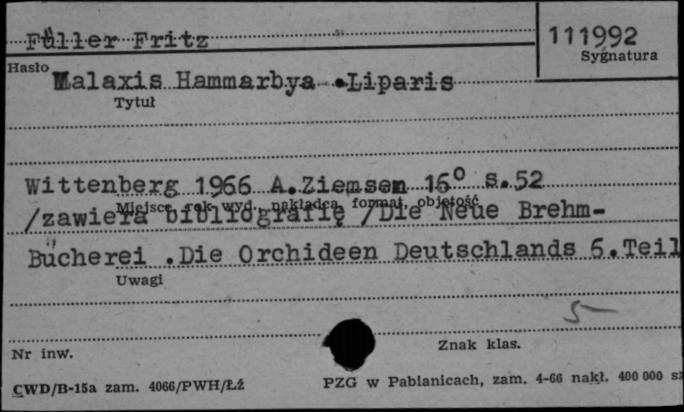 Füller Fritz
111992
Sygnatura
Hasło
Malaxis Hammarbya .Liparis
Tytuł
Wittenberg 1966 A.Ziemsen 16° s.52
Miejsce, rok wyd., nakładca, format, objętość
/zawiera bibliografię /Die Neue Brehm-
Bücherei .Die Orchideen Deutschlands 6.Teil
Uwagi
5-
Nr inw.
Znak klas.
CWD/B-15a zam. 4066/PWH/Łź
PZG w Pabianicach, zam. 4-66 nakł. 400 000